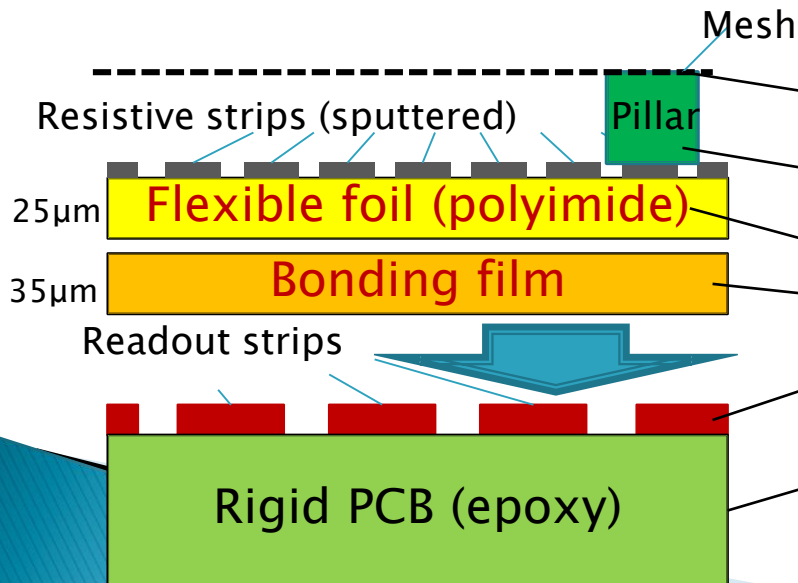 Mesh
Resistive strips (sputtered)
Pillar
25μm
Flexible foil (polyimide)
35μm
Bonding film
Readout strips
Rigid PCB (epoxy)